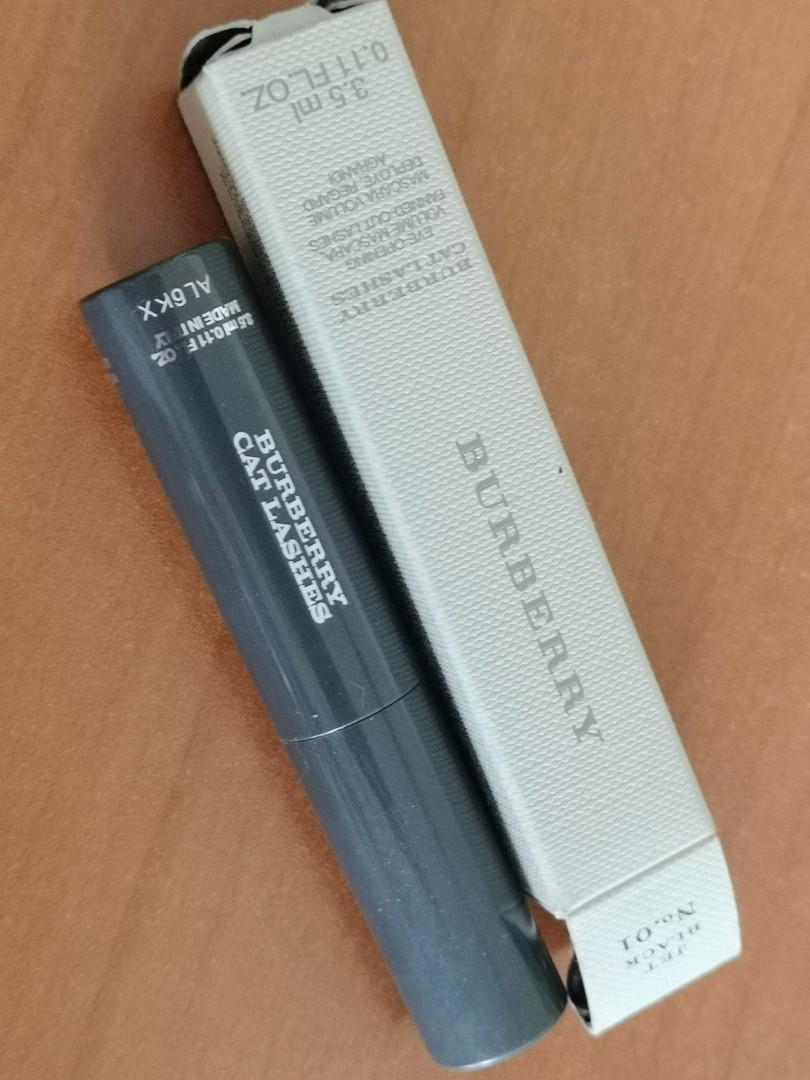 BURBERRY
CAT LASHES
3.5 ml 0.11 FL.OZ
MADE IN ITALY
AL6KX
BURBERRY
BURBERRY
CAT LASHES
EYE-OPENING
VOLUME MASCARA
FANNED-OUT LASHES
MASCARA VOLUME
DEPLOYÉ REGARD
AGRANDI
3.5 ml
0.11 FL.OZ.
JET
BLACK
No.01